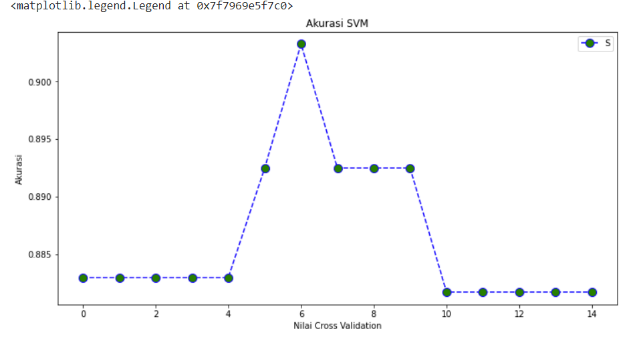 <matplotlib.legend.Legend at 0x7f7969e5f7c0>
Akurasi SVM
S
0.900
0.895
0.890
0.885
Akurasi
0 2 4 6 8 10 12 14
Nilai Cross Validation